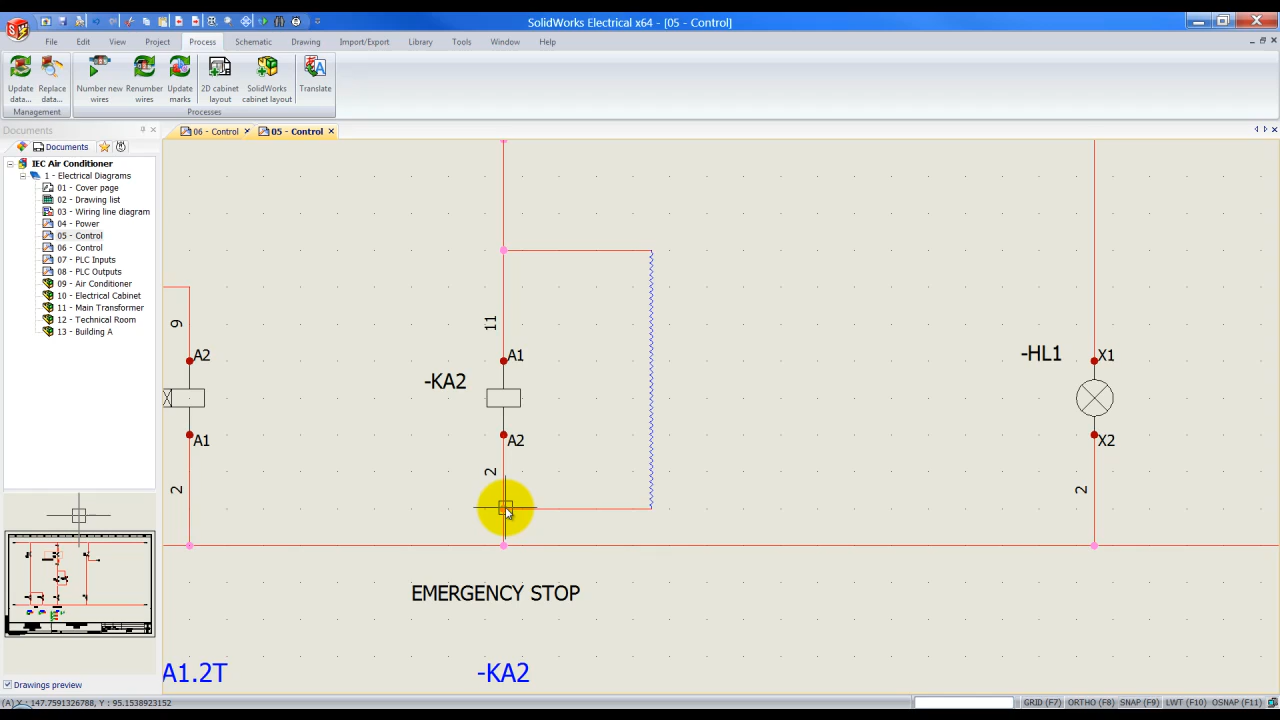 SolidWorks Electrical x64 - [05 - Control]
File Edit View Project Process Schematic Drawing Import/Export Library Tools Window Help
Update data... Replace data... Number new wires Renumber wires Update marks 2D cabinet layout SolidWorks cabinet layout Translate
Management Processes
Documents
06 - Control 05 - Control
Documents
IEC Air Conditioner
1 - Electrical Diagrams
01 - Cover page
02 - Drawing list
03 - Wiring line diagram
04 - Power
05 - Control
06 - Control
07 - PLC Inputs
08 - PLC Outputs
09 - Air Conditioner
10 - Electrical Cabinet
11 - Main Transformer
12 - Technical Room
13 - Building A
9
11
A2
A1
-HL1
X1
-KA2
A1
A2
X2
2
2
2
EMERGENCY STOP
A1.2T
-KA2
Drawings preview
(A) X : 147.7591326788, Y : 95.1538923152
GRID (F7) ORTHO (F8) SNAP (F9) LWT (F10) OSNAP (F11)